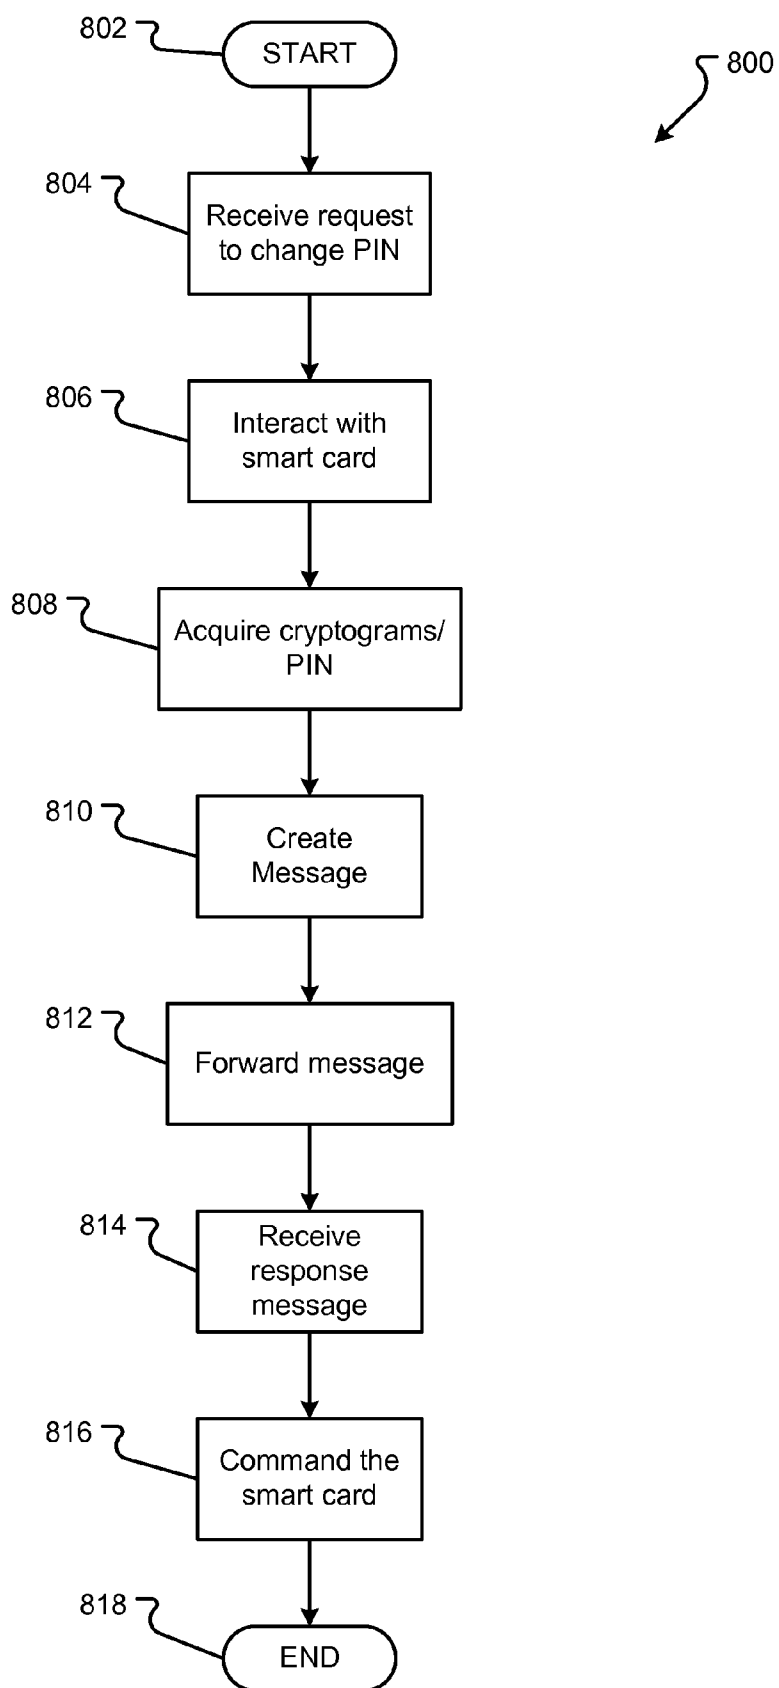 802
START
800
804
Receive request
to change PIN
806
Interact with
smart card
808
Acquire cryptograms/
PIN
810
Create
Message
812
Forward message
814
Receive
response
message
816
Command the
smart card
818
END